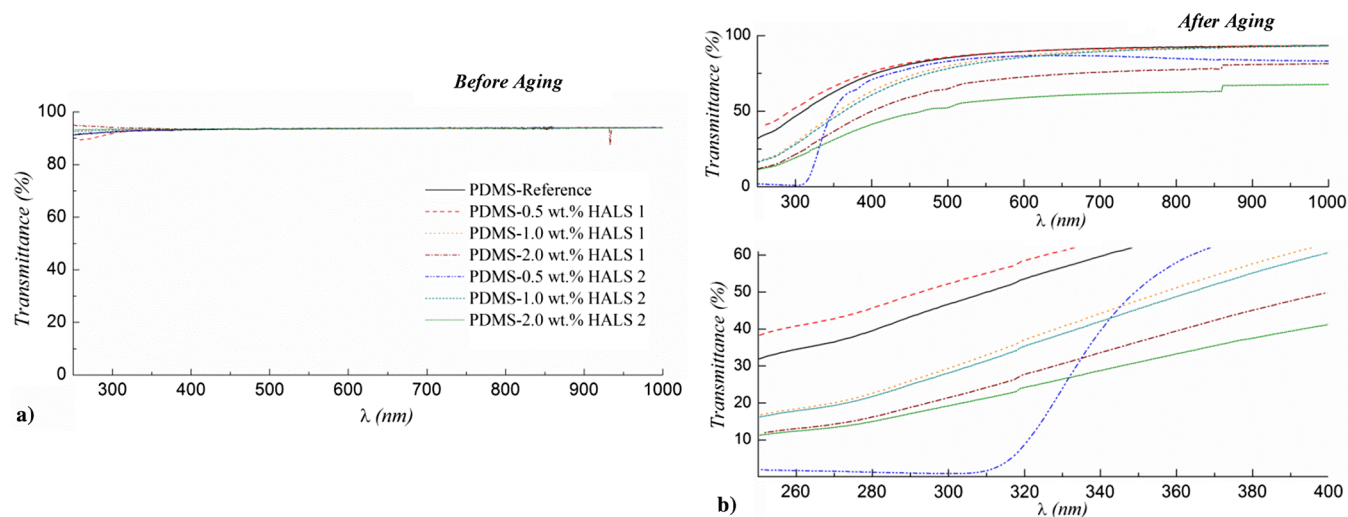 Before Aging
Transmittance (%)
100
80
60
40
20
0
PDMS-Reference
PDMS-0.5 wt.% HALS 1
PDMS-1.0 wt.% HALS 1
PDMS-2.0 wt.% HALS 1
PDMS-0.5 wt.% HALS 2
PDMS-1.0 wt.% HALS 2
PDMS-2.0 wt.% HALS 2
300 400 500 600 700 800 900 1000
λ (nm)
a)
After Aging
Transmittance (%)
100
50
0
300 400 500 600 700 800 900 1000
λ (nm)
Transmittance (%)
60
50
40
30
20
10
260 280 300 320 340 360 380 400
λ (nm)
b)